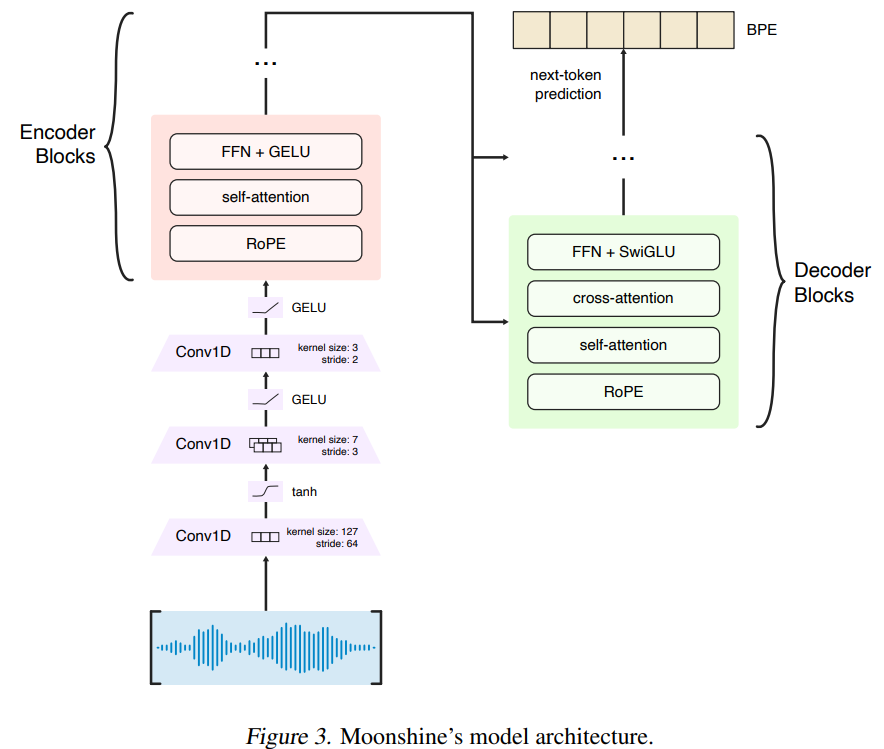 BPE
next-token
prediction
...
...
Encoder
Blocks
FFN + GELU
self-attention
RoPE
FFN + SwiGLU
cross-attention
self-attention
RoPE
Decoder
Blocks
GELU
Conv1D
kernel size: 3
stride: 2
GELU
Conv1D
kernel size: 7
stride: 3
tanh
Conv1D
kernel size: 127
stride: 64
Figure 3. Moonshine’s model architecture.